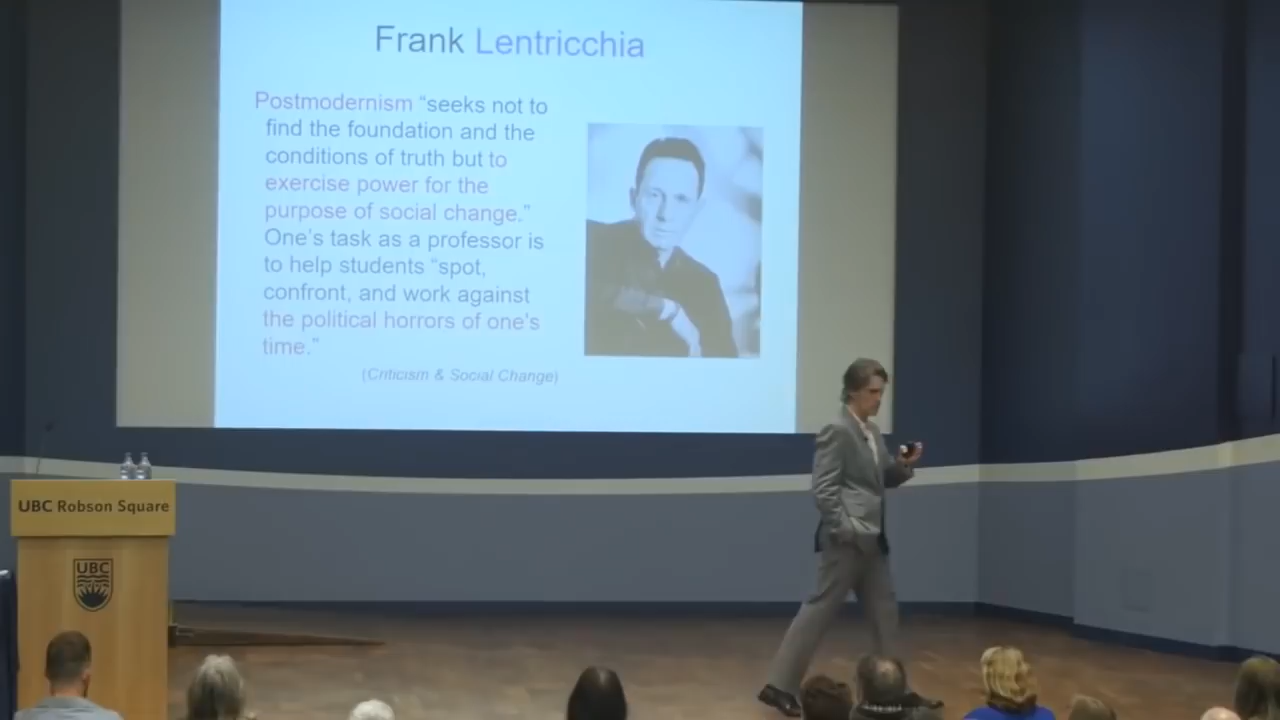 Frank Lentricchia
Postmodernism “seeks not to
find the foundation and the
conditions of truth but to
exercise power for the
purpose of social change.”
One’s task as a professor is
to help students “spot,
confront, and work against
the political horrors of one’s
time.”
(Criticism & Social Change)
UBC Robson Square
UBC